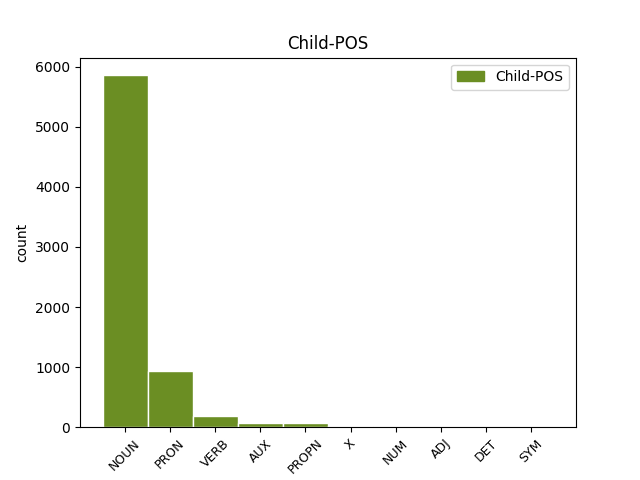 Child-POS
Child-POS
6000
5000
4000
3000
2000
1000
0
count
NOUN
PRON
VERB
AUX
PROPN
X
NUM
ADJ
DET
SYM